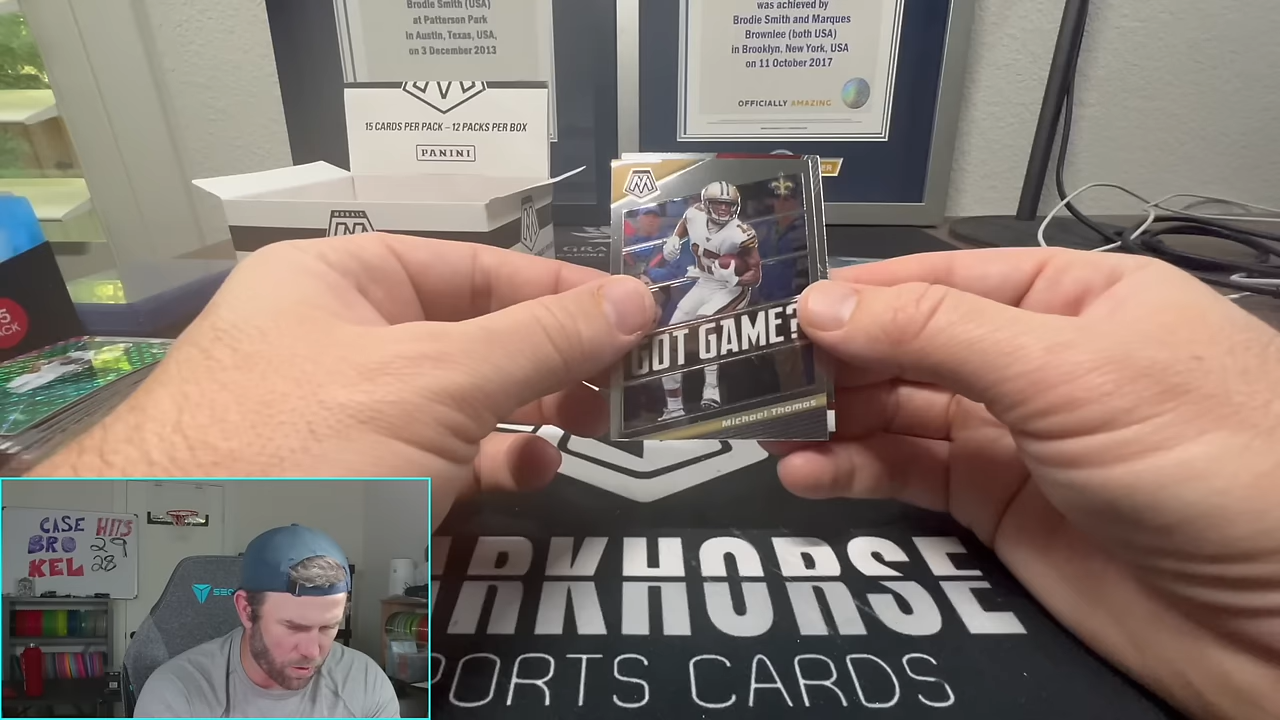 Brodie Smith (USA)
at Patterson Park
in Austin, Texas, USA,
on 3 December 2013
was achieved by
Brodie Smith and Marques
Brownlee (both USA)
in Brooklyn, New York, USA
on 11 October 2017
OFFICIALLY AMAZING
15 CARDS PER PACK – 12 PACKS PER BOX
PANINI
MOSAIC
GOT GAME?
Michael Thomas
RKHORSE
PORTS CARDS
CASE HITS
BRO 29
KEL 28